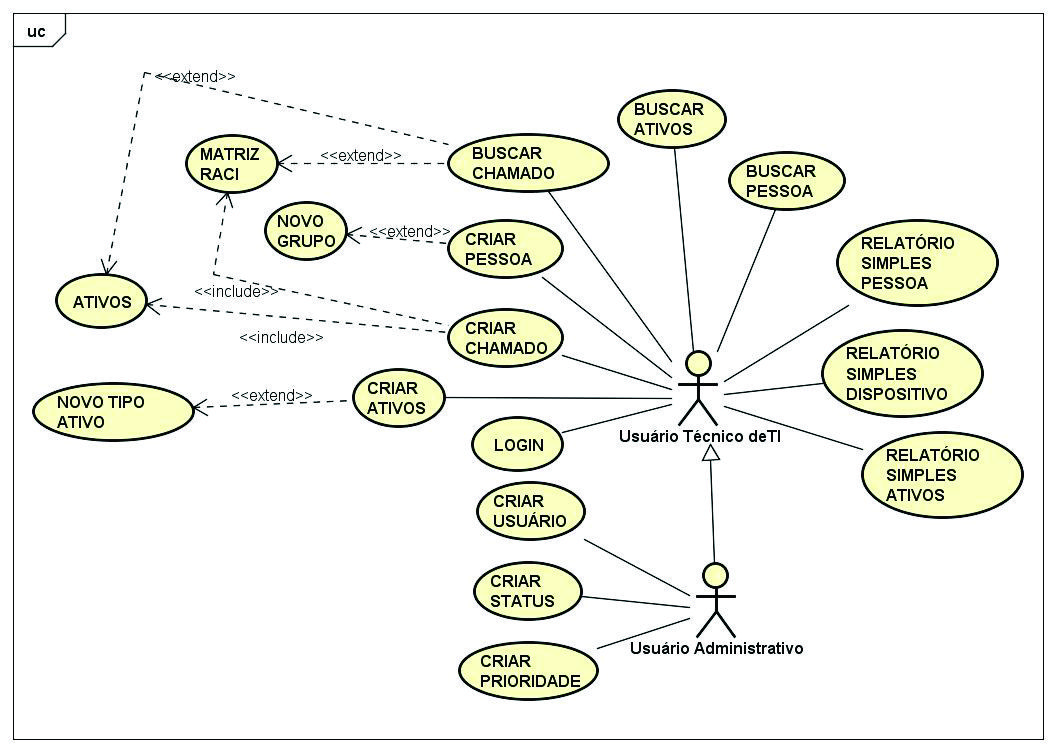 uc
<<extend>>
BUSCAR
ATIVOS
MATRIZ
RACI
<<extend>>
BUSCAR
CHAMADO
BUSCAR
PESSOA
NOVO
GRUPO
<<extend>>
CRIAR
PESSOA
RELATÓRIO
SIMPLES
PESSOA
ATIVOS
<<include>>
<<include>>
CRIAR
CHAMADO
RELATÓRIO
SIMPLES
DISPOSITIVO
NOVO TIPO
ATIVO
<<extend>>
CRIAR
ATIVOS
LOGIN
Usuário Técnico deTI
RELATÓRIO
SIMPLES
ATIVOS
CRIAR
USUÁRIO
CRIAR
STATUS
Usuário Administrativo
CRIAR
PRIORIDADE